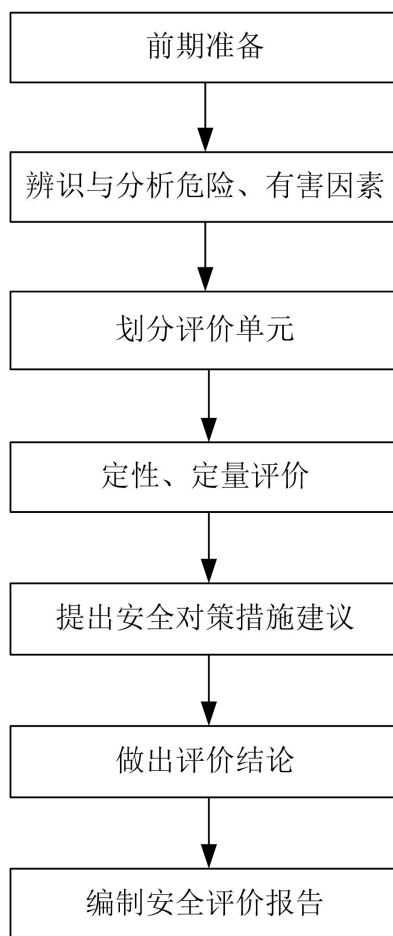 前期准备
辨识与分析危险、有害因素
划分评价单元
定性、定量评价
提出安全对策措施建议
做出评价结论
编制安全评价报告